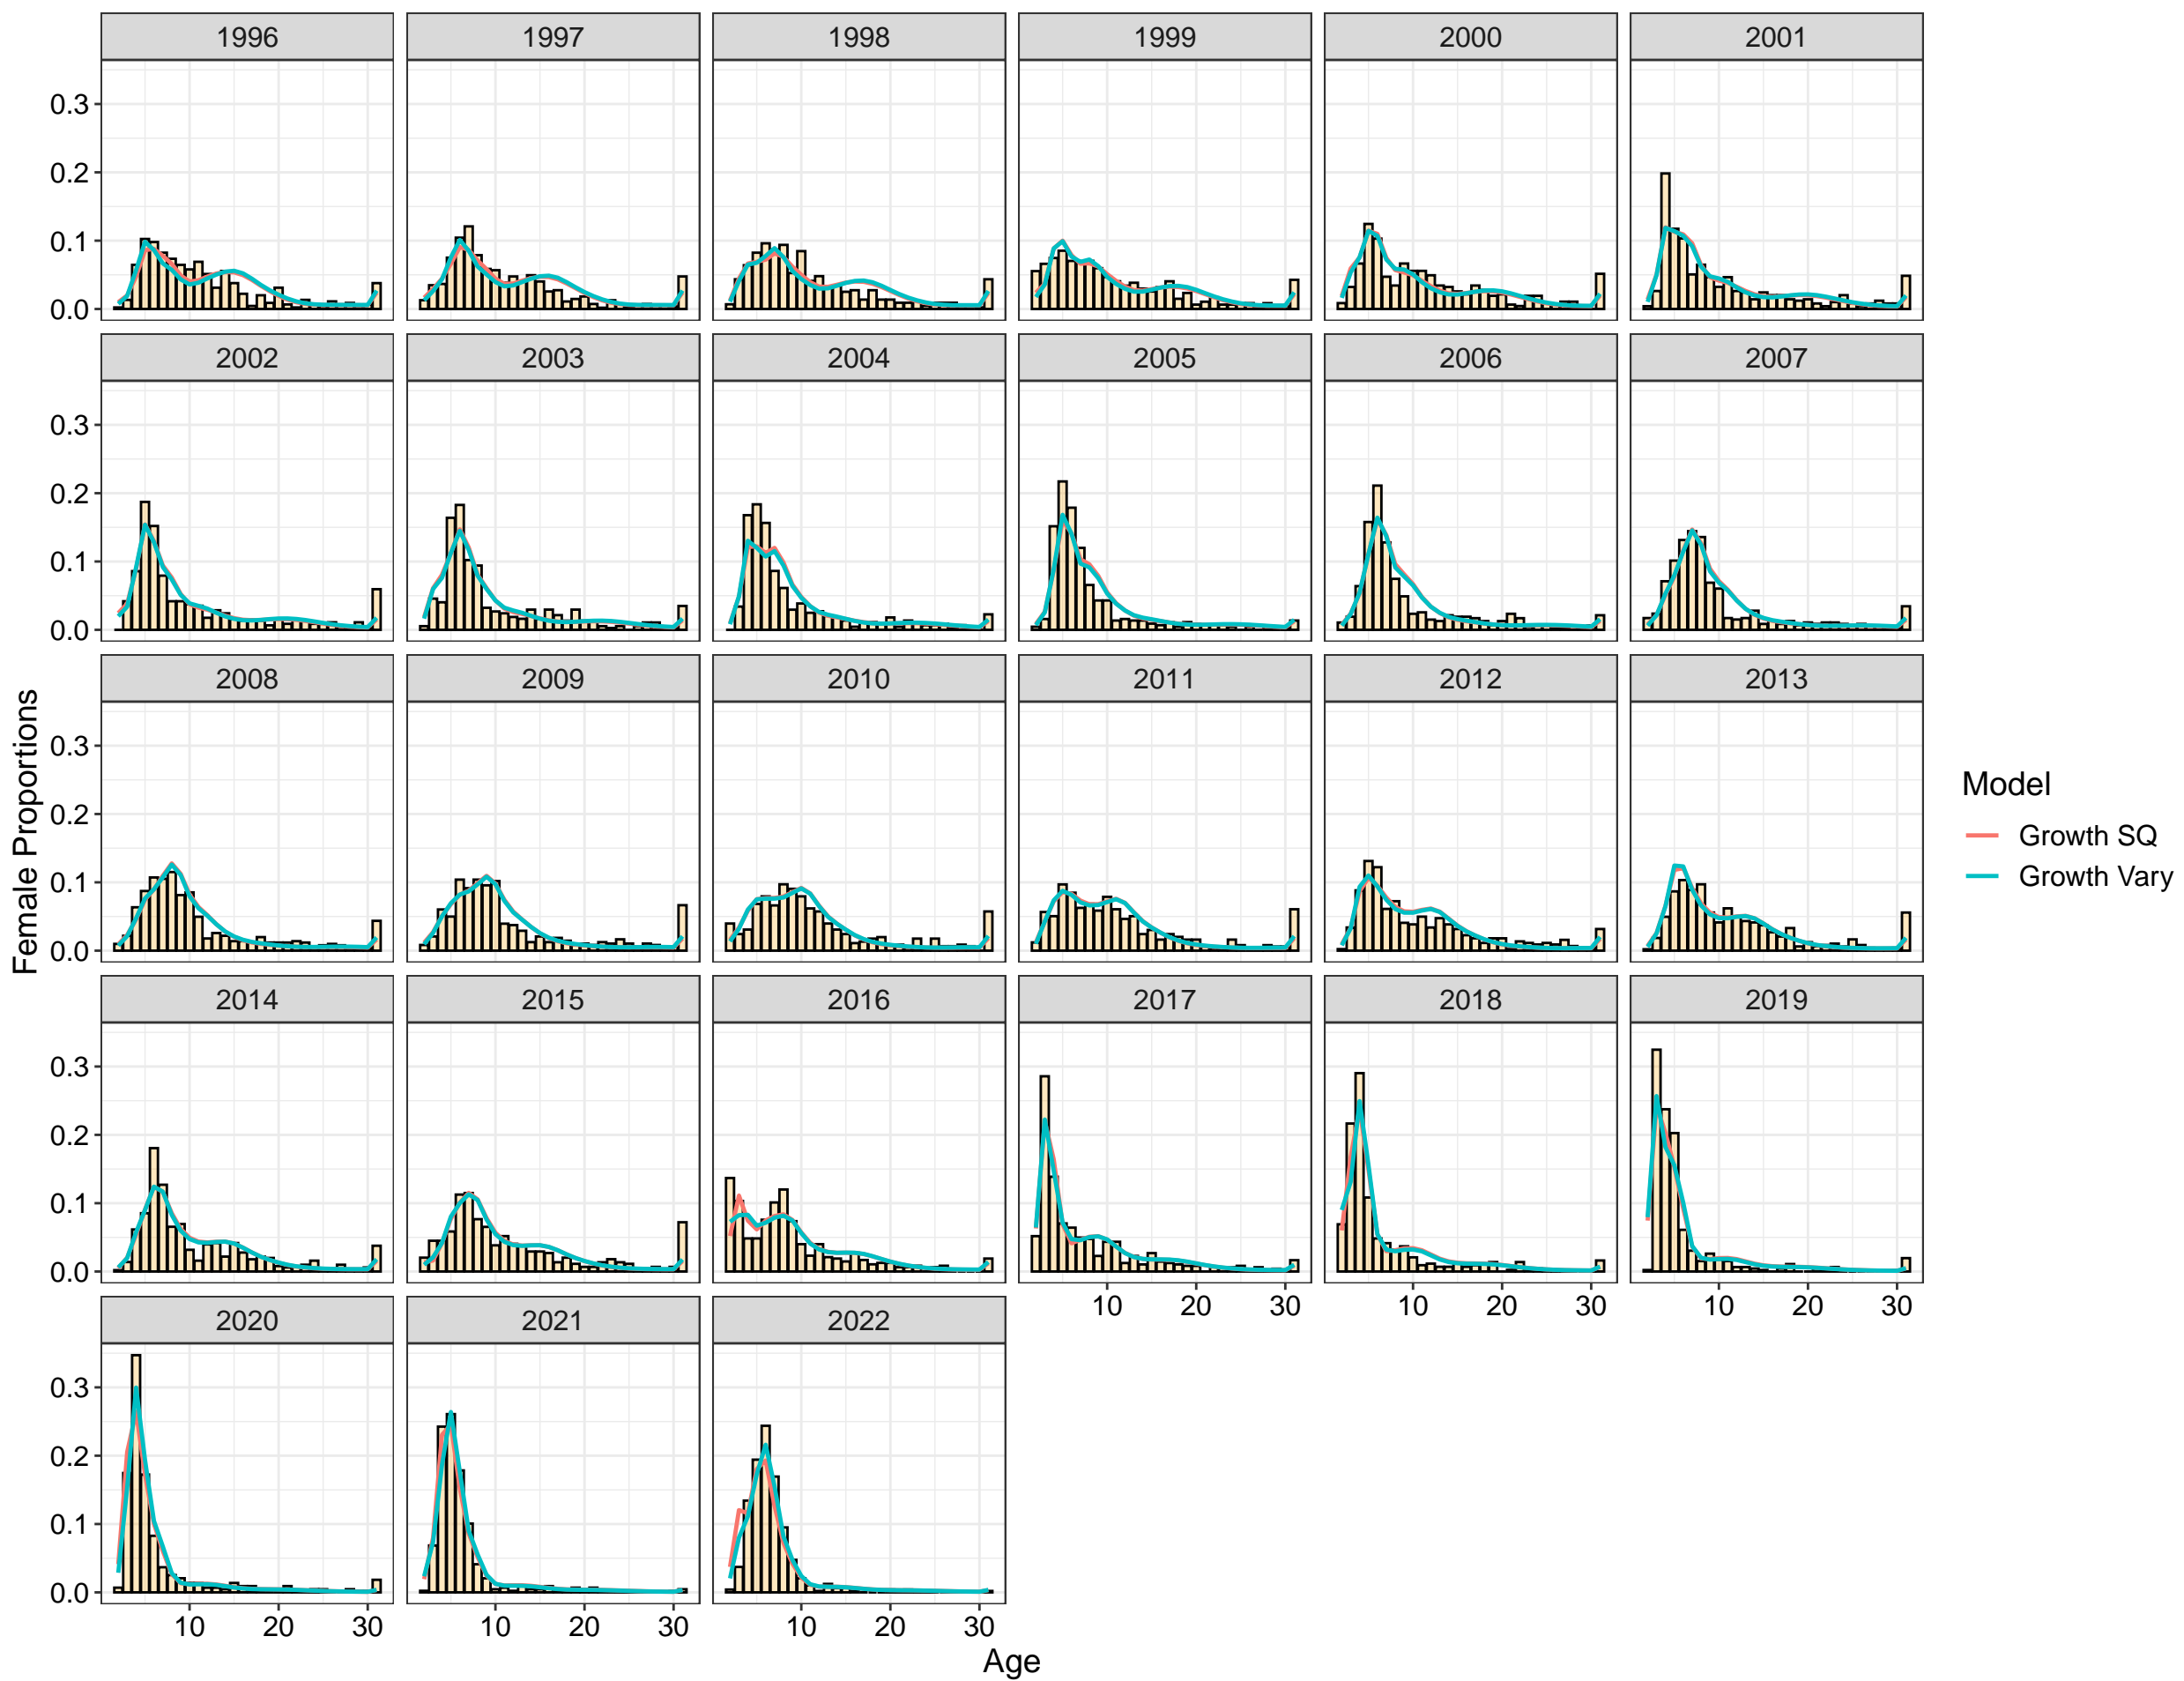 1996 1997 1998 1999 2000 2001
0.3
0.2
0.1
0.0
2002 2003 2004 2005 2006 2007
0.3
0.2
0.1
0.0
2008 2009 2010 2011 2012 2013
0.3
0.2
0.1
0.0
2014 2015 2016 2017 2018 2019
0.3
0.2
0.1
0.0
10 20 30 10 20 30 10 20 30
2020 2021 2022
0.3
0.2
0.1
0.0
10 20 30 10 20 30 10 20 30
Age
Female Proportions
Model
Growth SQ
Growth Vary